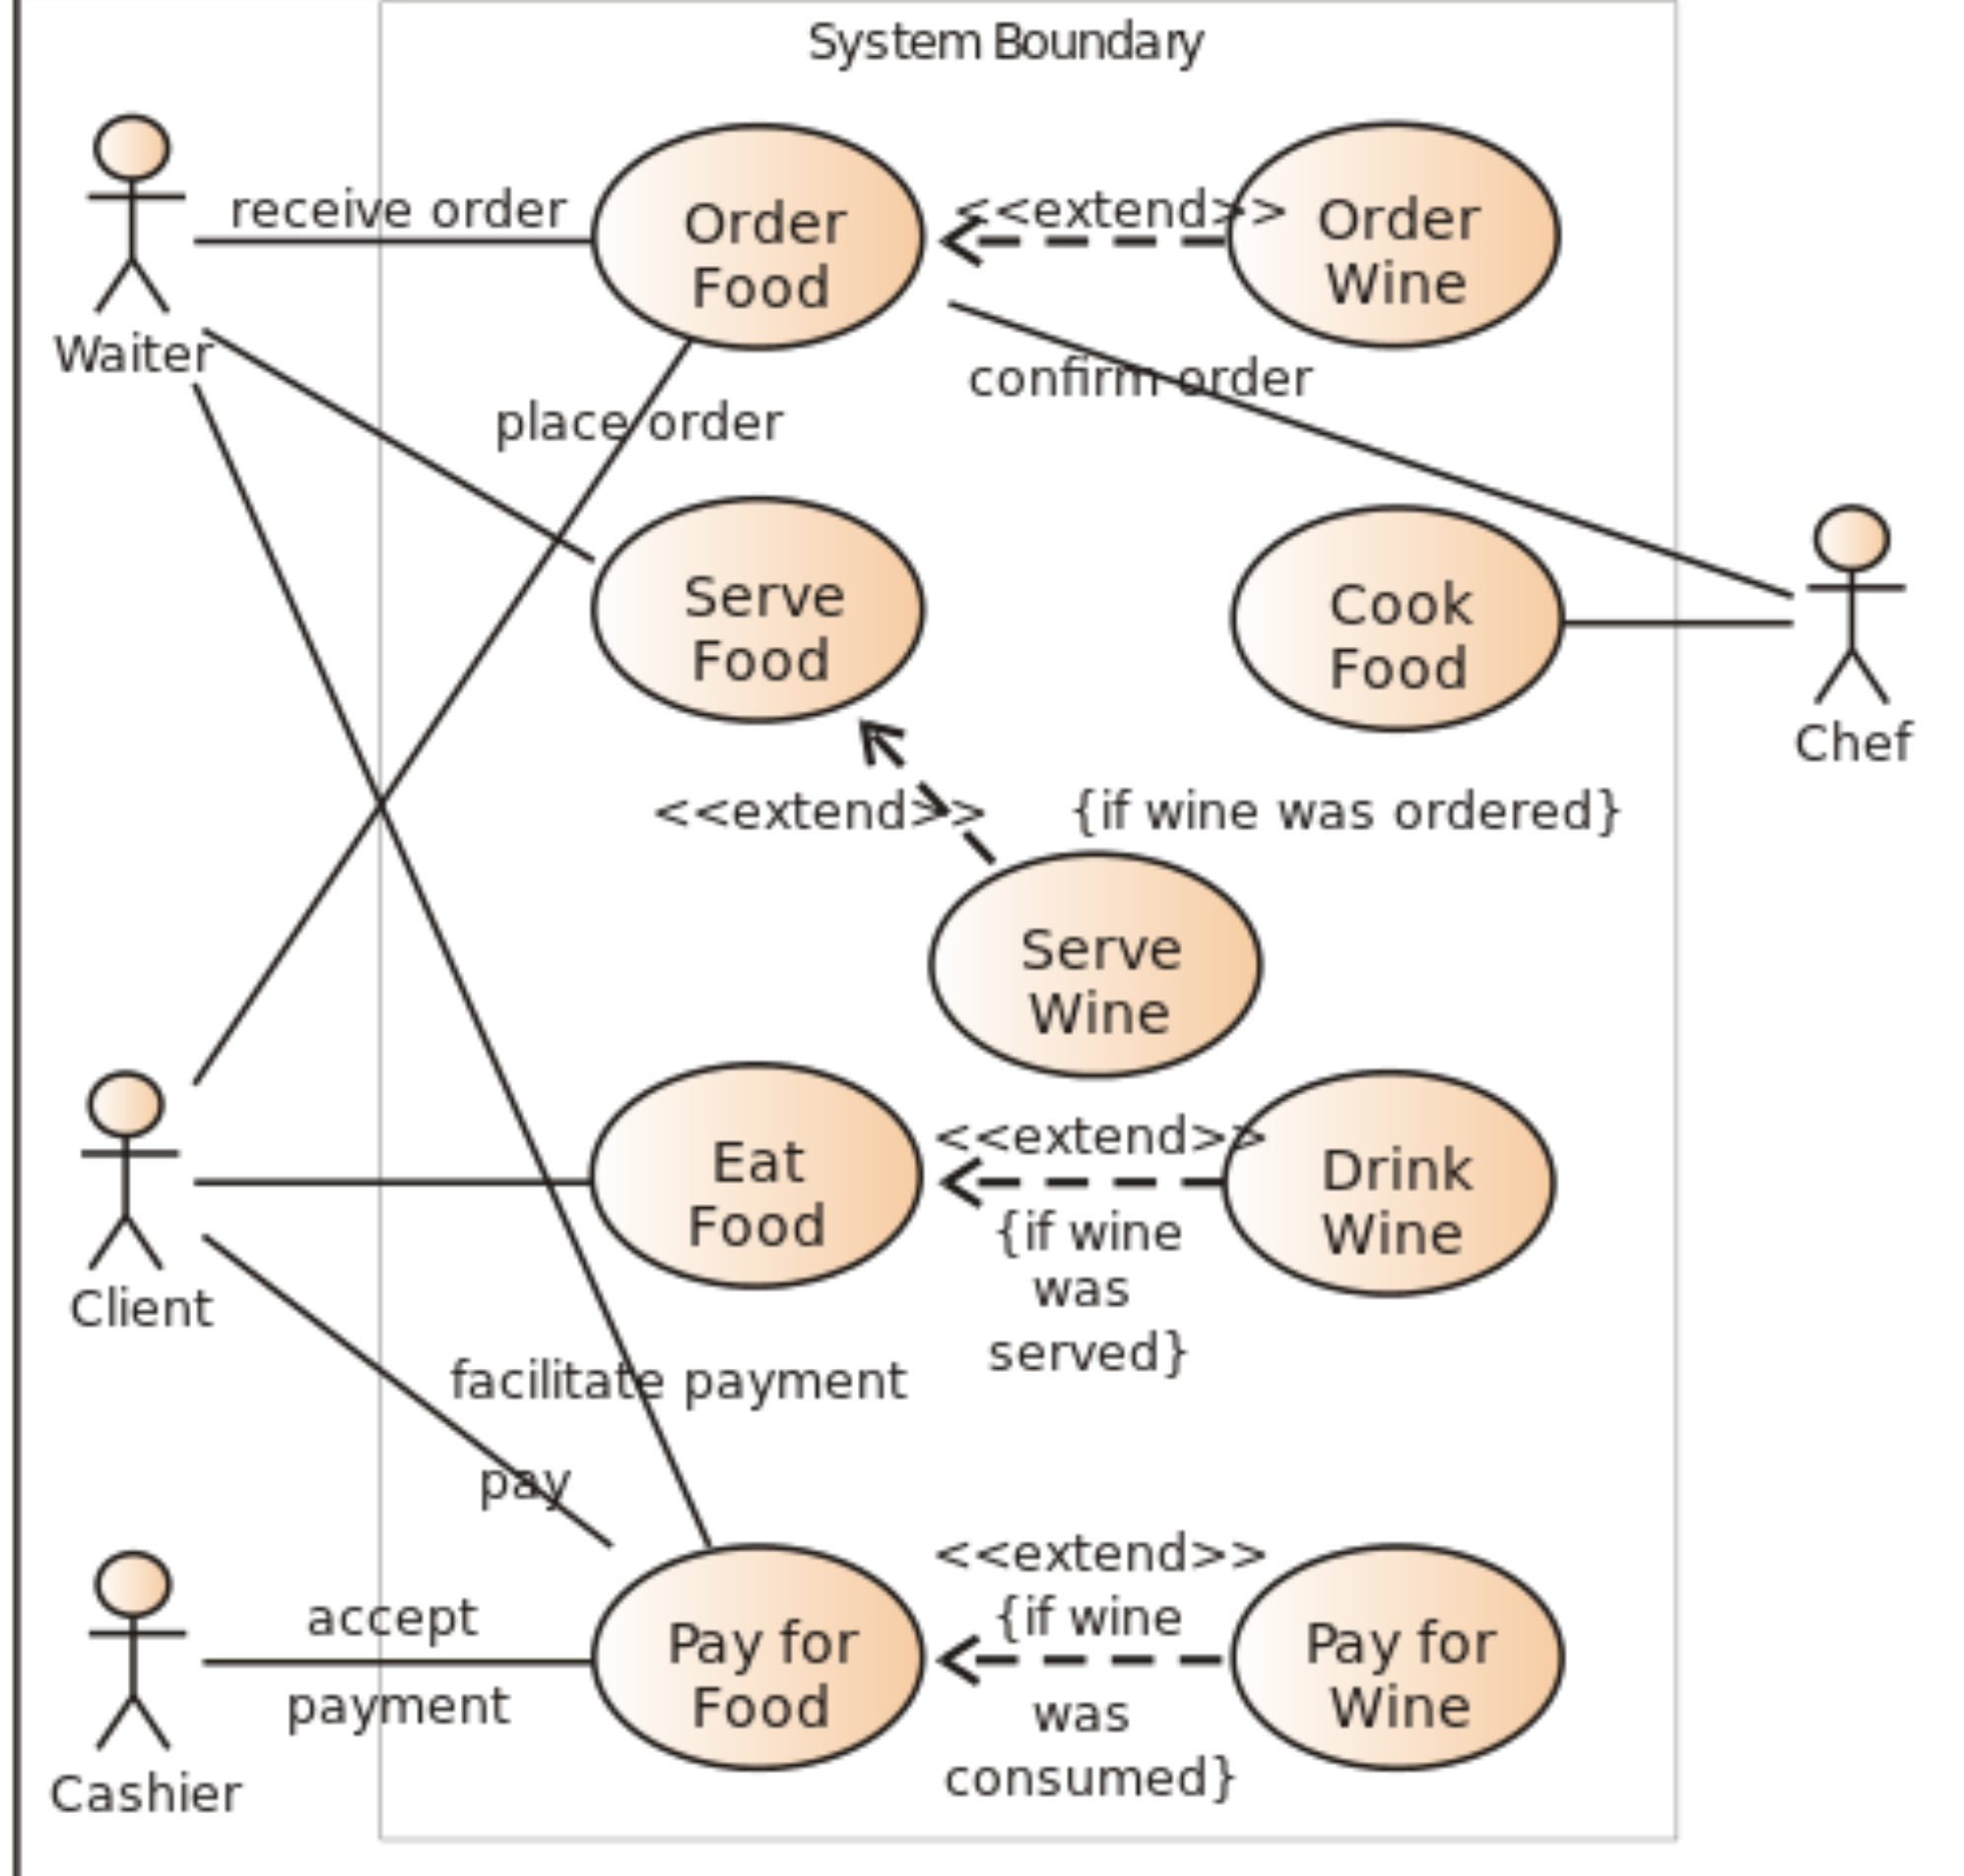 System Boundary
receive order
Order
Food
<<extend>>
Order
Wine
Waiter
confirm order
place order
Serve
Food
Cook
Food
Chef
<<extend>>
{if wine was ordered}
Serve
Wine
Eat
Food
<<extend>>
{if wine
was
served}
Drink
Wine
Client
facilitate payment
pay
accept
payment
Pay for
Food
<<extend>>
{if wine
was
consumed}
Pay for
Wine
Cashier